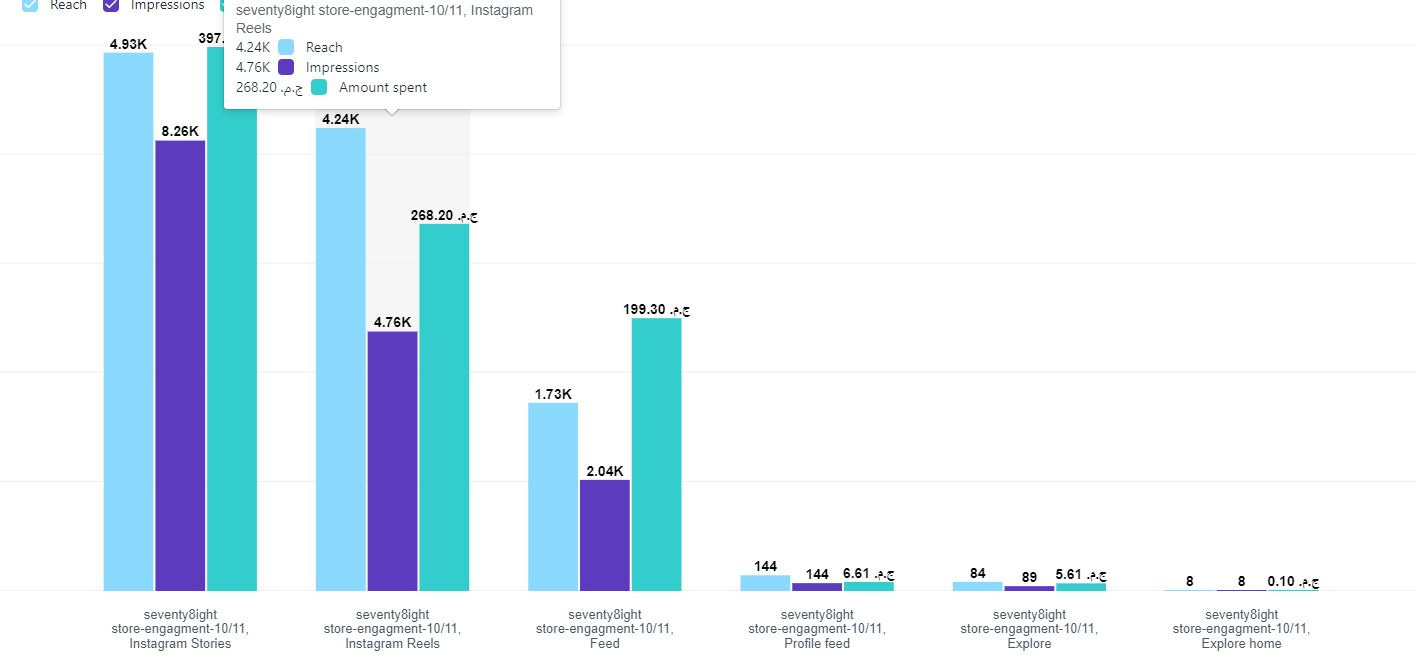 Reach Impressions
seventy8ight store-engagment-10/11, Instagram
Reels
4.24K Reach
4.76K Impressions
268.20 ج.م. Amount spent
4.93K
397.
8.26K
4.24K
4.76K
268.20 ج.م.
1.73K
2.04K
199.30 ج.م.
144
144
6.61 ج.م.
84
89
5.61 ج.م.
8
8
0.10 ج.م.
seventy8ight
store-engagment-10/11,
Instagram Stories
seventy8ight
store-engagment-10/11,
Instagram Reels
seventy8ight
store-engagment-10/11,
Feed
seventy8ight
store-engagment-10/11,
Profile feed
seventy8ight
store-engagment-10/11,
Explore
seventy8ight
store-engagment-10/11,
Explore home